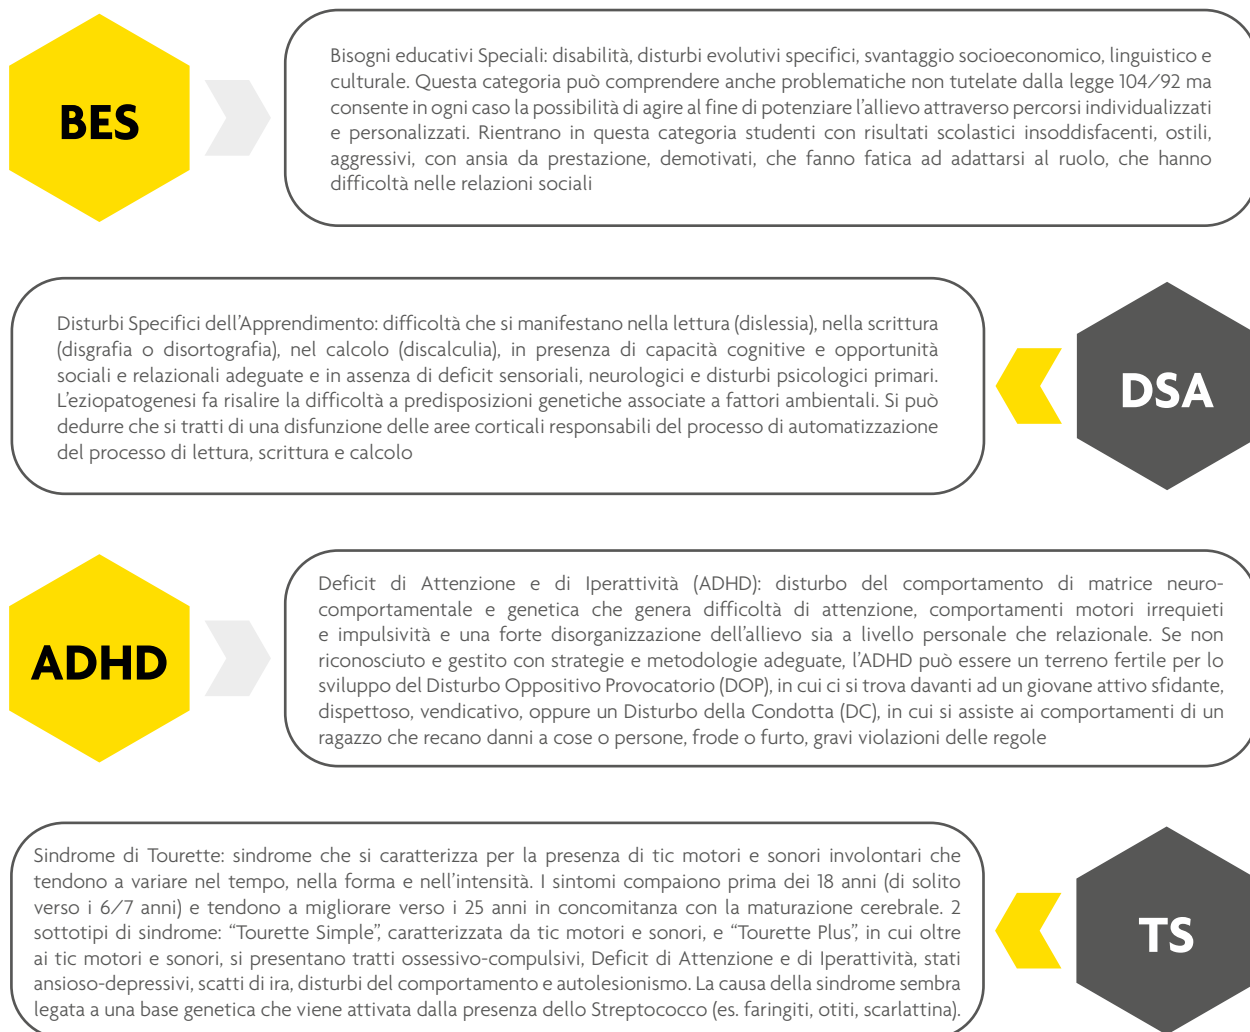 BES
Bisogni educativi Speciali: disabilità, disturbi evolutivi specifici, svantaggio socioeconomico, linguistico e
culturale. Questa categoria può comprendere anche problematiche non tutelate dalla legge 104/92 ma
consente in ogni caso la possibilità di agire al fine di potenziare l'allievo attraverso percorsi individualizzati
e personalizzati. Rientrano in questa categoria studenti con risultati scolastici insoddisfacenti, ostili,
aggressivi, con ansia da prestazione, demotivati, che fanno fatica ad adattarsi al ruolo, che hanno
difficoltà nelle relazioni sociali
Disturbi Specifici dell'Apprendimento: difficoltà che si manifestano nella lettura (dislessia), nella scrittura
(disgrafia o disortografia), nel calcolo (discalculia), in presenza di capacità cognitive e opportunità
sociali e relazionali adeguate e in assenza di deficit sensoriali, neurologici e disturbi psicologici primari.
L'eziopatogenesi fa risalire la difficoltà a predisposizioni genetiche associate a fattori ambientali. Si può
dedurre che si tratti di una disfunzione delle aree corticali responsabili del processo di automatizzazione
del processo di lettura, scrittura e calcolo
DSA
ADHD
Deficit di Attenzione e di Iperattività (ADHD): disturbo del comportamento di matrice neuro-
comportamentale e genetica che genera difficoltà di attenzione, comportamenti motori irrequieti
e impulsività e una forte disorganizzazione dell'allievo sia a livello personale che relazionale. Se non
riconosciuto e gestito con strategie e metodologie adeguate, l'ADHD può essere un terreno fertile per lo
sviluppo del Disturbo Oppositivo Provocatorio (DOP), in cui ci si trova davanti ad un giovane attivo sfidante,
dispettoso, vendicativo, oppure un Disturbo della Condotta (DC), in cui si assiste ai comportamenti di un
ragazzo che recano danni a cose o persone, frode o furto, gravi violazioni delle regole
Sindrome di Tourette: sindrome che si caratterizza per la presenza di tic motori e sonori involontari che
tendono a variare nel tempo, nella forma e nell'intensità. I sintomi compaiono prima dei 18 anni (di solito
verso i 6/7 anni) e tendono a migliorare verso i 25 anni in concomitanza con la maturazione cerebrale. 2
sottotipi di sindrome: "Tourette Simple", caratterizzata da tic motori e sonori, e "Tourette Plus", in cui oltre
ai tic motori e sonori, si presentano tratti ossessivo-compulsivi, Deficit di Attenzione e di Iperattività, stati
ansioso-depressivi, scatti di ira, disturbi del comportamento e autolesionismo. La causa della sindrome sembra
legata a una base genetica che viene attivata dalla presenza dello Streptococco (es. faringiti, otiti, scarlattina).
TS